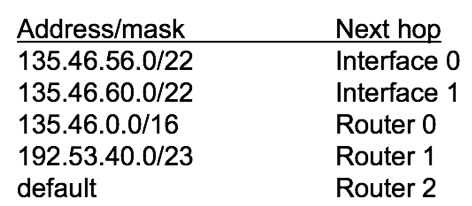 Address/mask Next hop
135.46.56.0/22 Interface 0
135.46.60.0/22 Interface 1
135.46.0.0/16 Router 0
192.53.40.0/23 Router 1
default Router 2